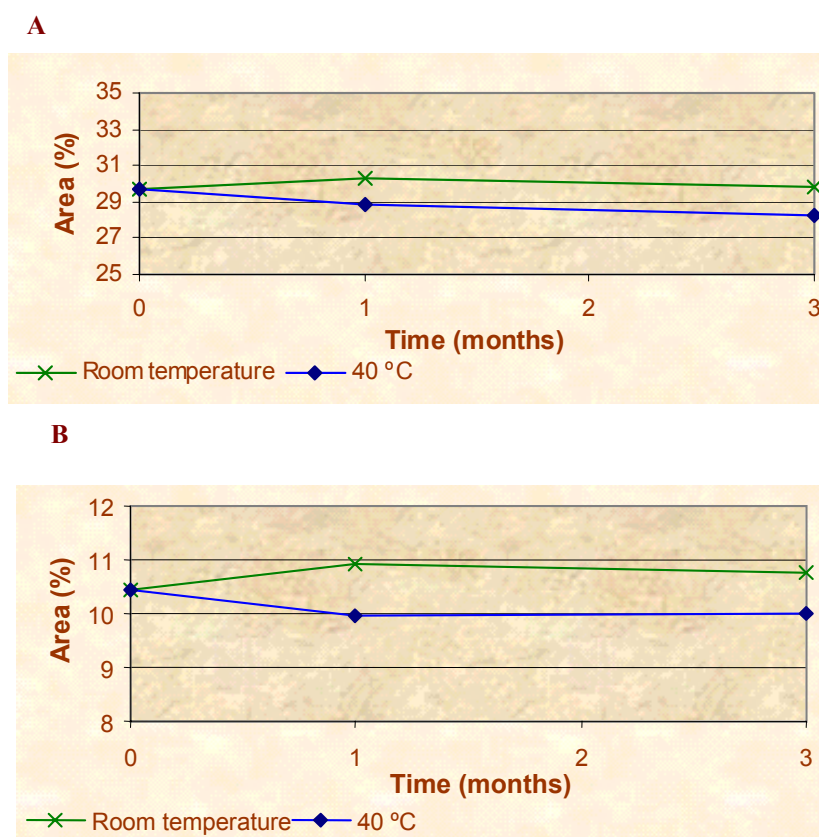 A
35
33
31
29
27
25
Area (%)
0 1 2 3
Time (months)
Room temperature 40 ºC
B
12
11
10
9
8
Area (%)
0 1 2 3
Time (months)
Room temperature 40 ºC